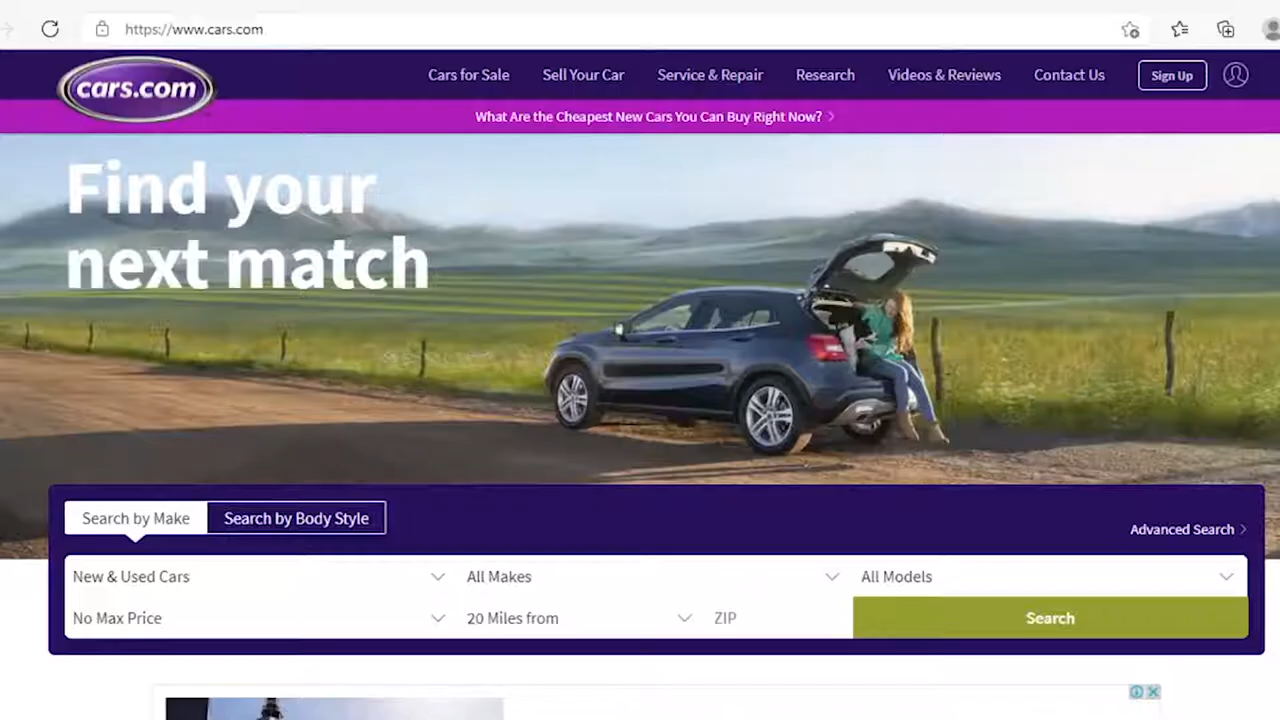 https://www.cars.com
cars.com
Cars for Sale
Sell Your Car
Service & Repair
Research
Videos & Reviews
Contact Us
Sign Up
What Are the Cheapest New Cars You Can Buy Right Now?
Find your
next match
Search by Make
Search by Body Style
Advanced Search
New & Used Cars
All Makes
All Models
No Max Price
20 Miles from
ZIP
Search